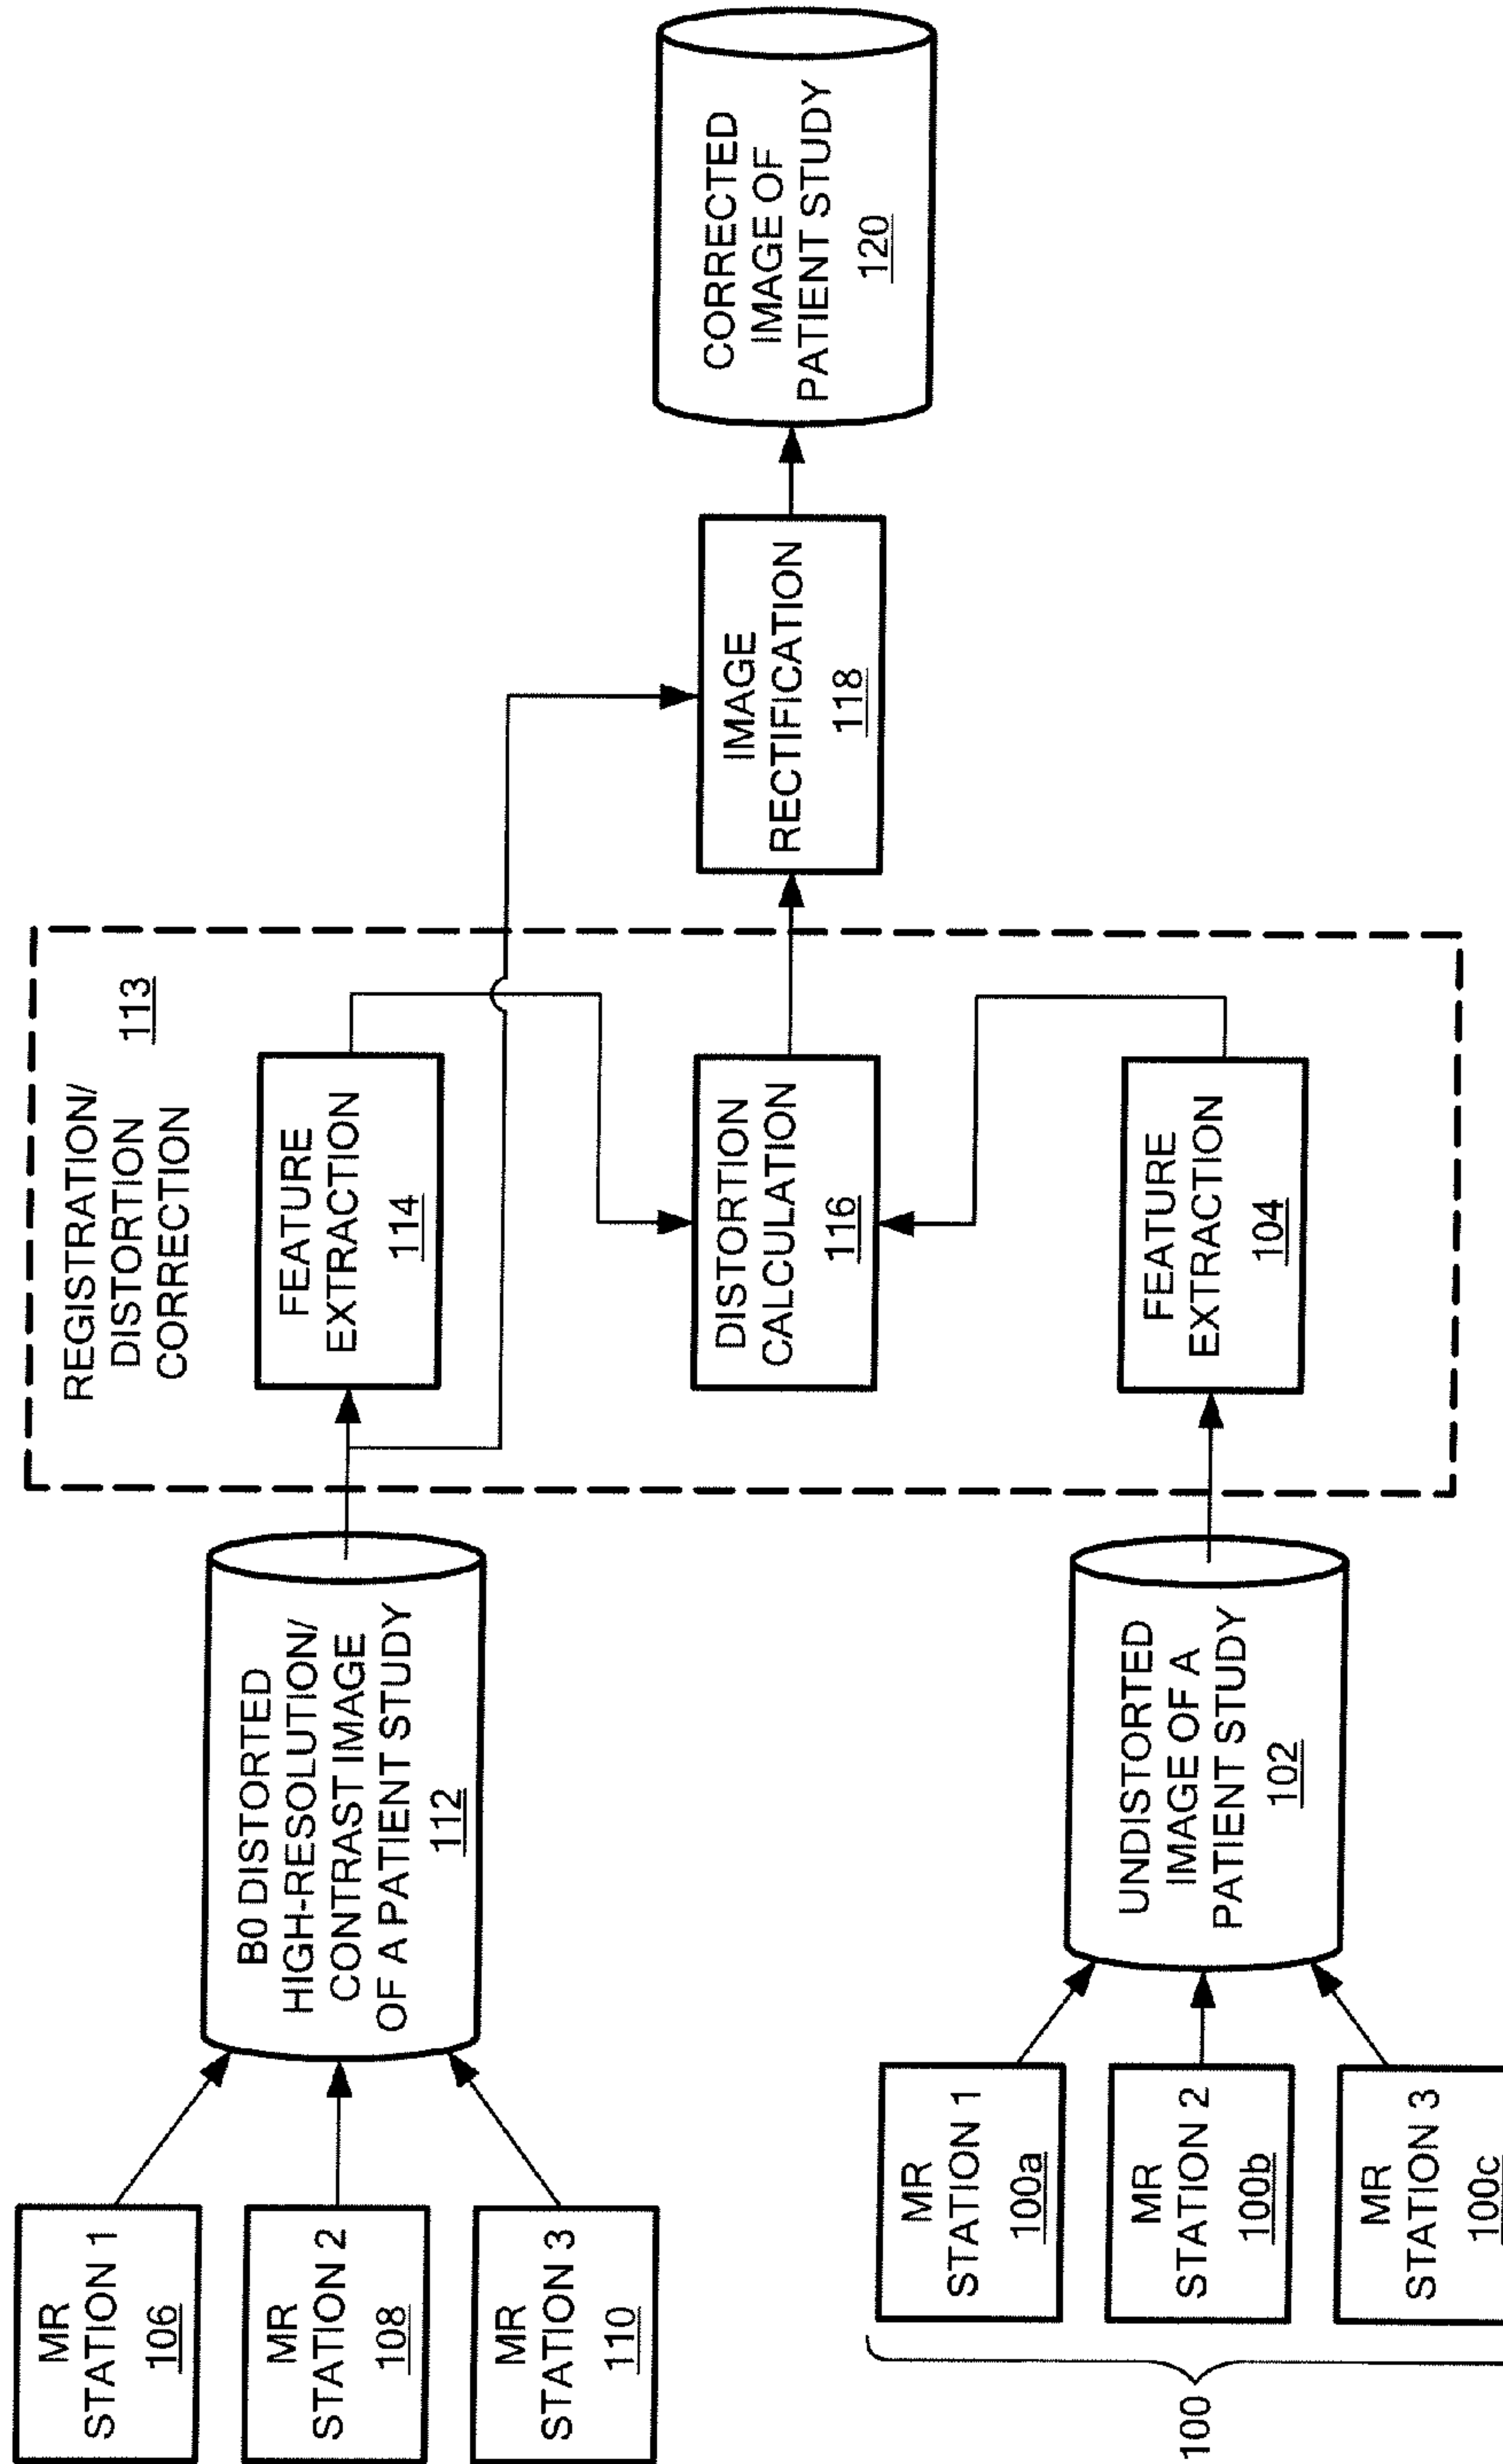 MR
STATION 1
106
MR
STATION 2
108
MR
STATION 3
110
B0 DISTORTED
HIGH-RESOLUTION/
CONTRAST IMAGE
OF A PATIENT STUDY
112
REGISTRATION/
DISTORTION
CORRECTION
113
FEATURE
EXTRACTION
114
DISTORTION
CALCULATION
116
FEATURE
EXTRACTION
104
IMAGE
RECTIFICATION
118
CORRECTED
IMAGE OF
PATIENT STUDY
120
100
MR
STATION 1
100a
MR
STATION 2
100b
MR
STATION 3
100c
UNDISTORTED
IMAGE OF A
PATIENT STUDY
102